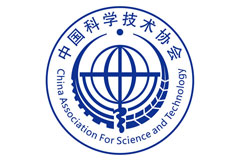 中国科学技术协会
China Association For Science and Technology